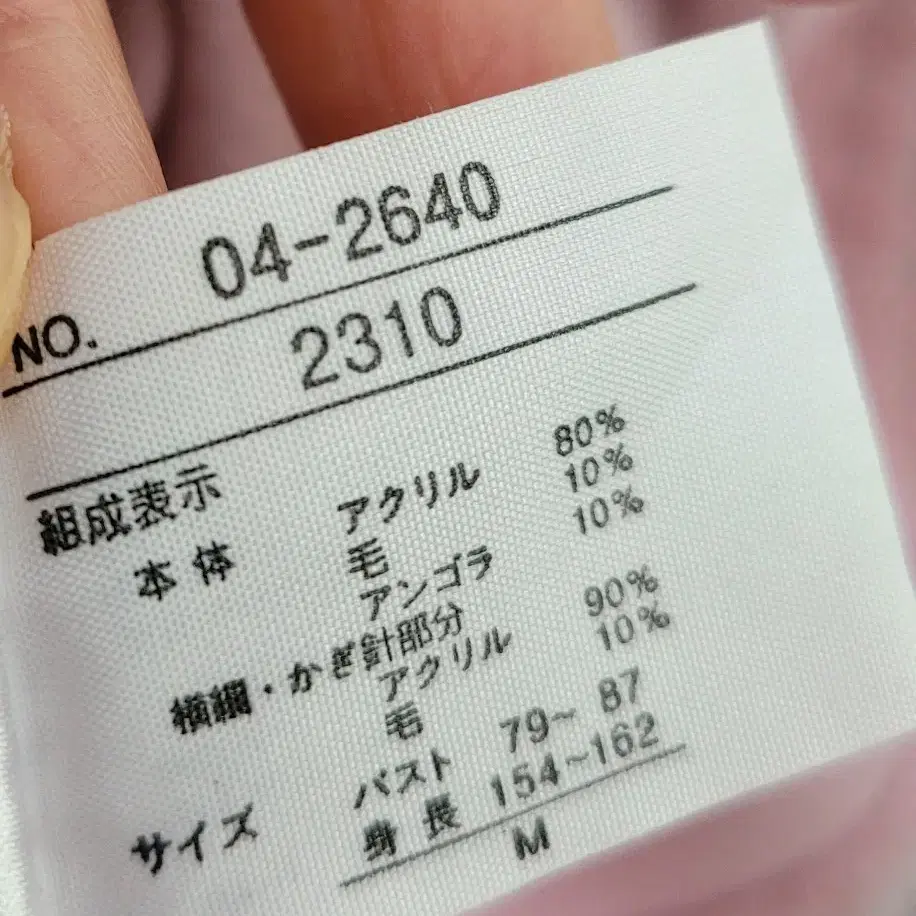 04-2640
NO.
2310
組成表示
本体 アクリル 80%
毛 10%
アンゴラ 10%
横編・かぎ針部分
アクリル 90%
毛 10%
サイズ バスト 79~ 87
身長 154~162
M